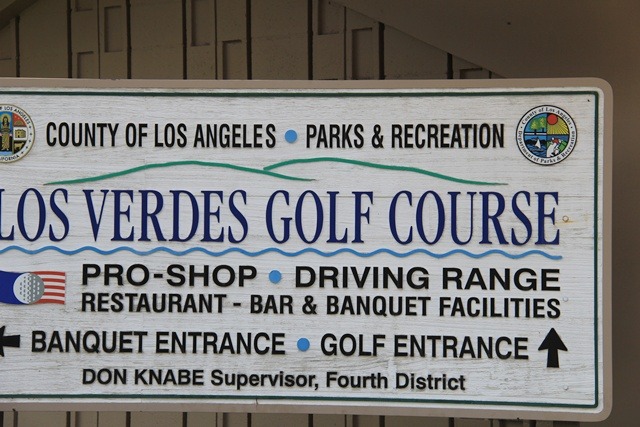 COUNTY OF LOS ANGELES • PARKS & RECREATION
LOS VERDES GOLF COURSE
PRO-SHOP • DRIVING RANGE
RESTAURANT - BAR & BANQUET FACILITIES
BANQUET ENTRANCE • GOLF ENTRANCE
DON KNABE Supervisor, Fourth District